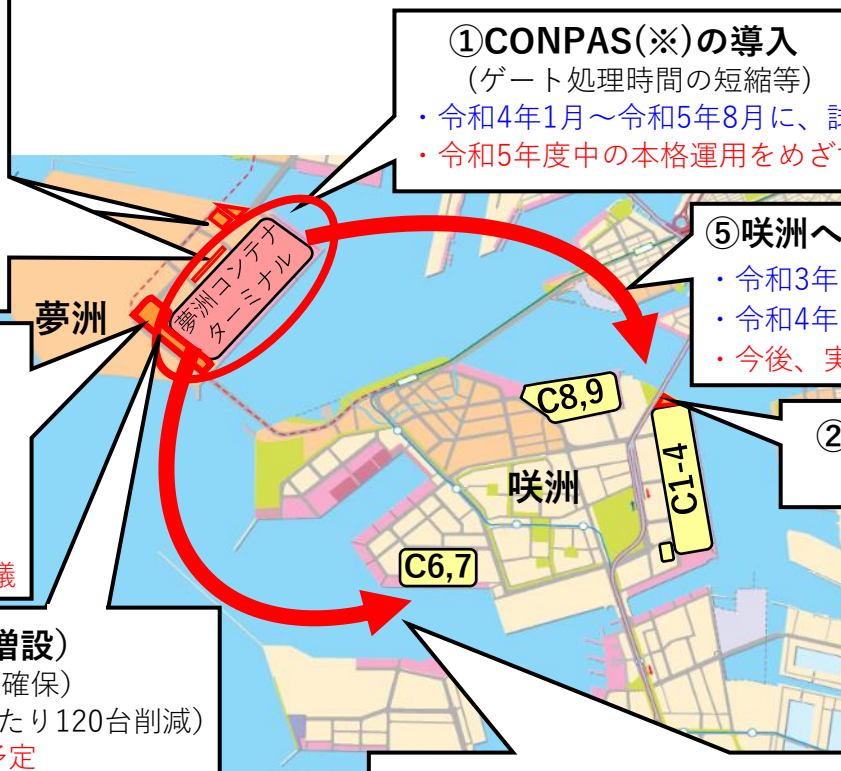 ①CONPAS(※)の導入
(ゲート処理時間の短縮等)
・令和4年1月～令和5年8月に、試
・令和5年度中の本格運用をめざ
⑤咲洲へ
・令和3年
・令和4年
・今後、実
②
夢洲
夢洲コンテナ
ターミナル
C8,9
咲洲
C1-4
C6,7
議
増設）
確保）
たり120台削減）
予定